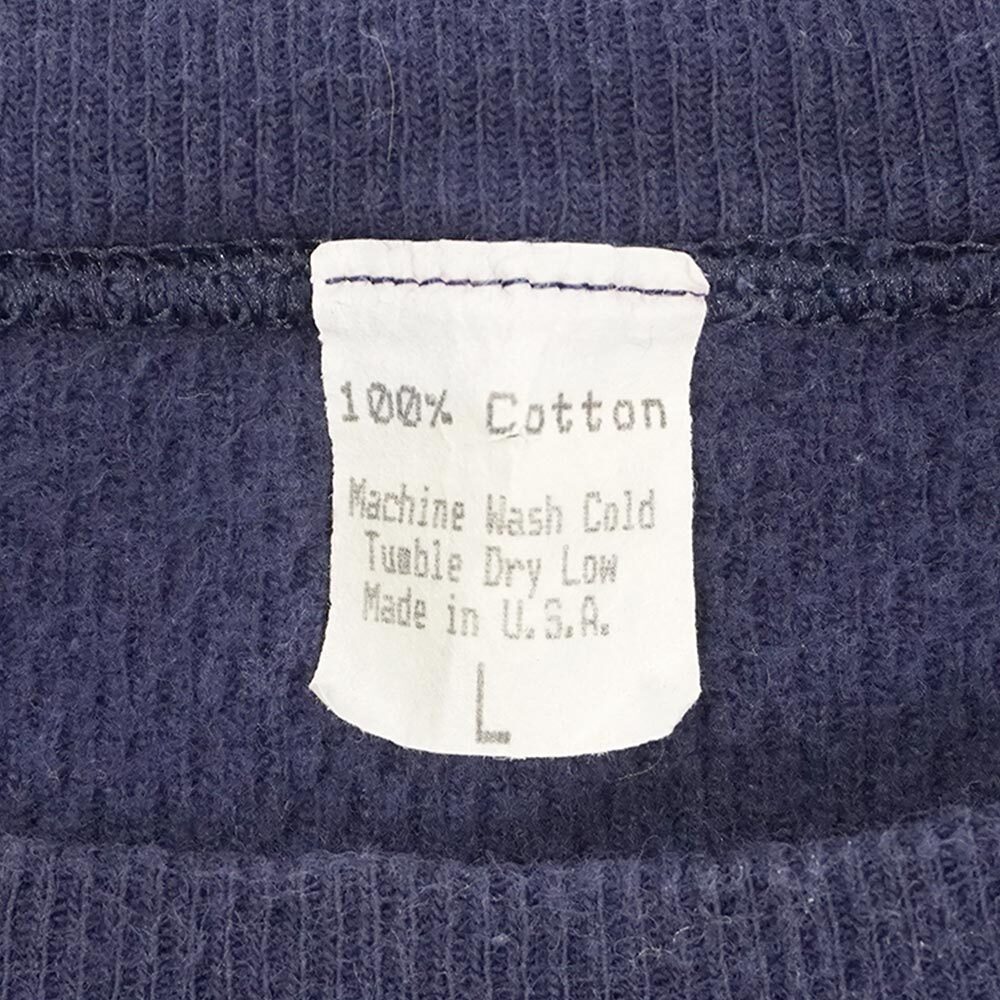 100% Cotton
Machine Wash Cold
Tumble Dry Low
Made in U.S.A.
L